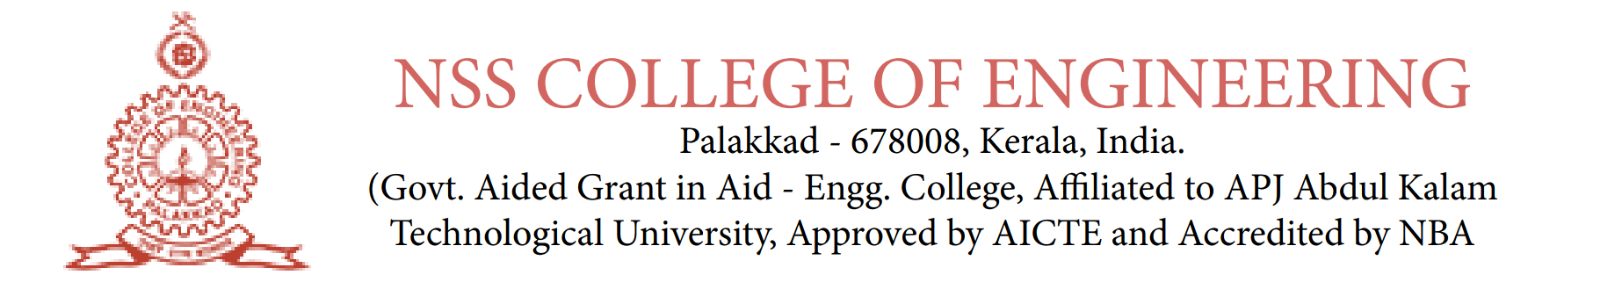 NSS COLLEGE OF ENGINEERING
Palakkad - 678008, Kerala, India.
(Govt. Aided Grant in Aid - Engg. College, Affiliated to APJ Abdul Kalam
Technological University, Approved by AICTE and Accredited by NBA
COLLEGE OF ENGINEERING
PALAKKAD